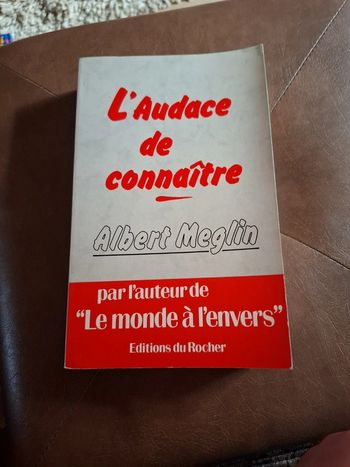 L'Audace
de
connaître
Albert Meglin
par l'auteur de
"Le monde à l'envers"
Editions du Rocher